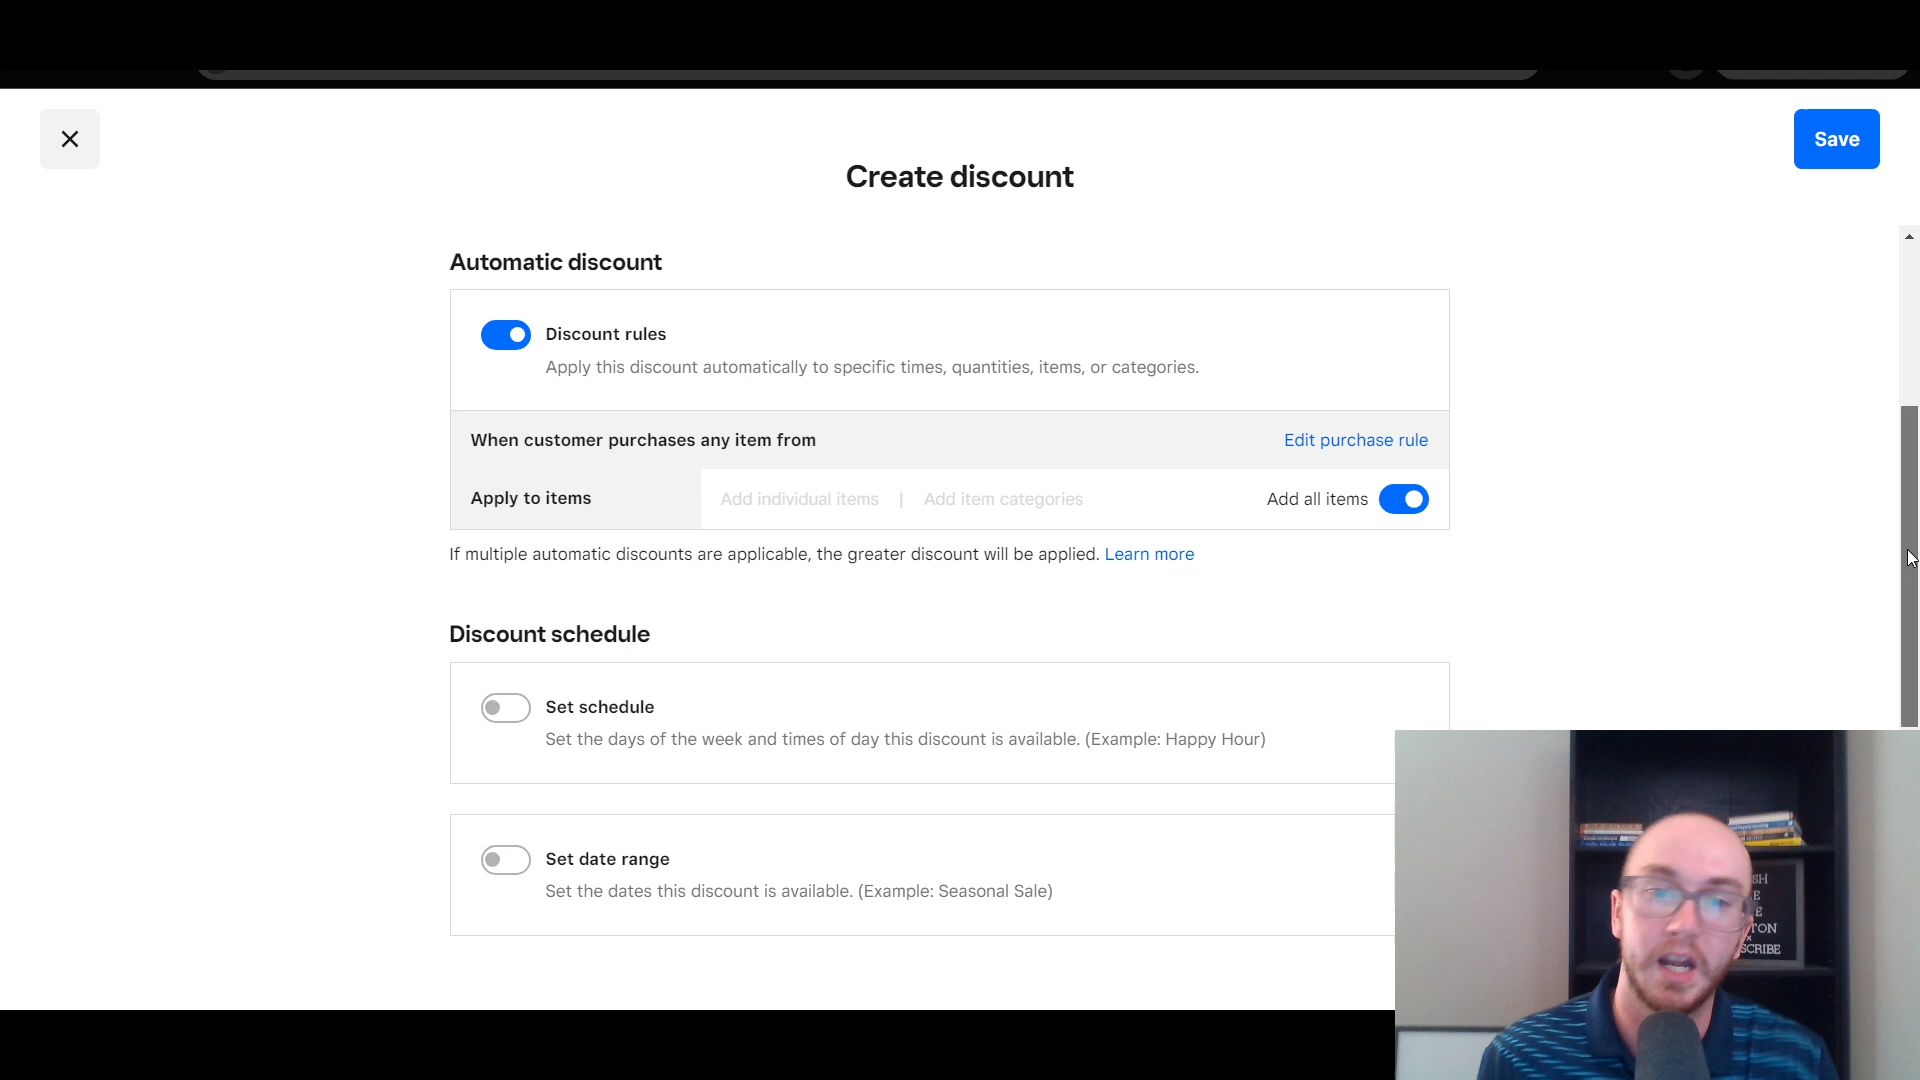 Save
Create discount
Automatic discount
Discount rules
Apply this discount automatically to specific times, quantities, items, or categories.
When customer purchases any item from
Edit purchase rule
Apply to items
Add individual items | Add item categories
Add all items
If multiple automatic discounts are applicable, the greater discount will be applied. Learn more
Discount schedule
Set schedule
Set the days of the week and times of day this discount is available. (Example: Happy Hour)
Set date range
Set the dates this discount is available. (Example: Seasonal Sale)